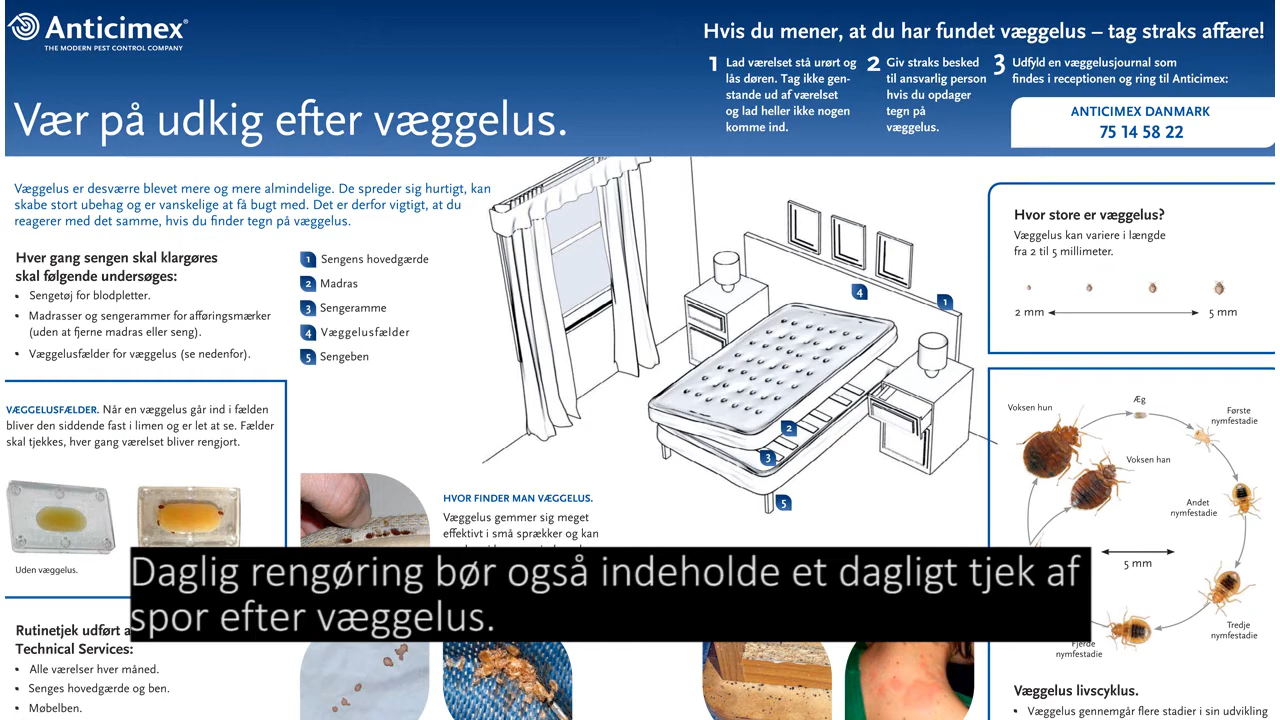 Anticimex®
THE MODERN PEST CONTROL COMPANY
Vær på udkig efter væggelus.
Hvis du mener, at du har fundet væggelus – tag straks affære!
1 Lad værelset stå urørt og
lås døren. Tag ikke gen-
stande ud af værelset
og lad heller ikke nogen
komme ind.
2 Giv straks besked
til ansvarlig person
hvis du opdager
tegn på
væggelus.
3 Udfyld en væggelusjournal som
findes i receptionen og ring til Anticimex:
ANTICIMEX DANMARK
75 14 58 22
Væggelus er desværre blevet mere og mere almindelige. De spreder sig hurtigt, kan
skabe stort ubehag og er vanskelige at få bugt med. Det er derfor vigtigt, at du
reagerer med det samme, hvis du finder tegn på væggelus.
Hver gang sengen skal klargøres
skal følgende undersøges:
• Sengetøj for blodpletter.
• Madrasser og sengerammer for afføringsmærker
(uden at fjerne madras eller seng).
• Væggelusfælder for væggelus (se nedenfor).
1 Sengens hovedgærde
2 Madras
3 Sengeramme
4 Væggelusfælder
5 Sengeben
4
1
2
3
5
Hvor store er væggelus?
Væggelus kan variere i længde
fra 2 til 5 millimeter.
2 mm
5 mm
VÆGGELUSFÆLDER. Når en væggelus går ind i fælden
bliver den siddende fast i limen og er let at se. Fælder
skal tjekkes, hver gang værelset bliver rengjort.
Uden væggelus.
HVOR FINDER MAN VÆGGELUS.
Væggelus gemmer sig meget
effektivt i små sprækker og kan
Voksen hun
Æg
Første
nymfestadie
Voksen han
Andet
nymfestadie
5 mm
Tredje
nymfestadie
Fjerde
nymfestadie
Daglig rengøring bør også indeholde et dagligt tjek af
spor efter væggelus.
Rutinetjek udført
Technical Services:
• Alle værelser hver måned.
• Senges hovedgærde og ben.
• Møbelben.
Væggelus livscyklus.
• Væggelus gennemgår flere stadier i sin udvikling